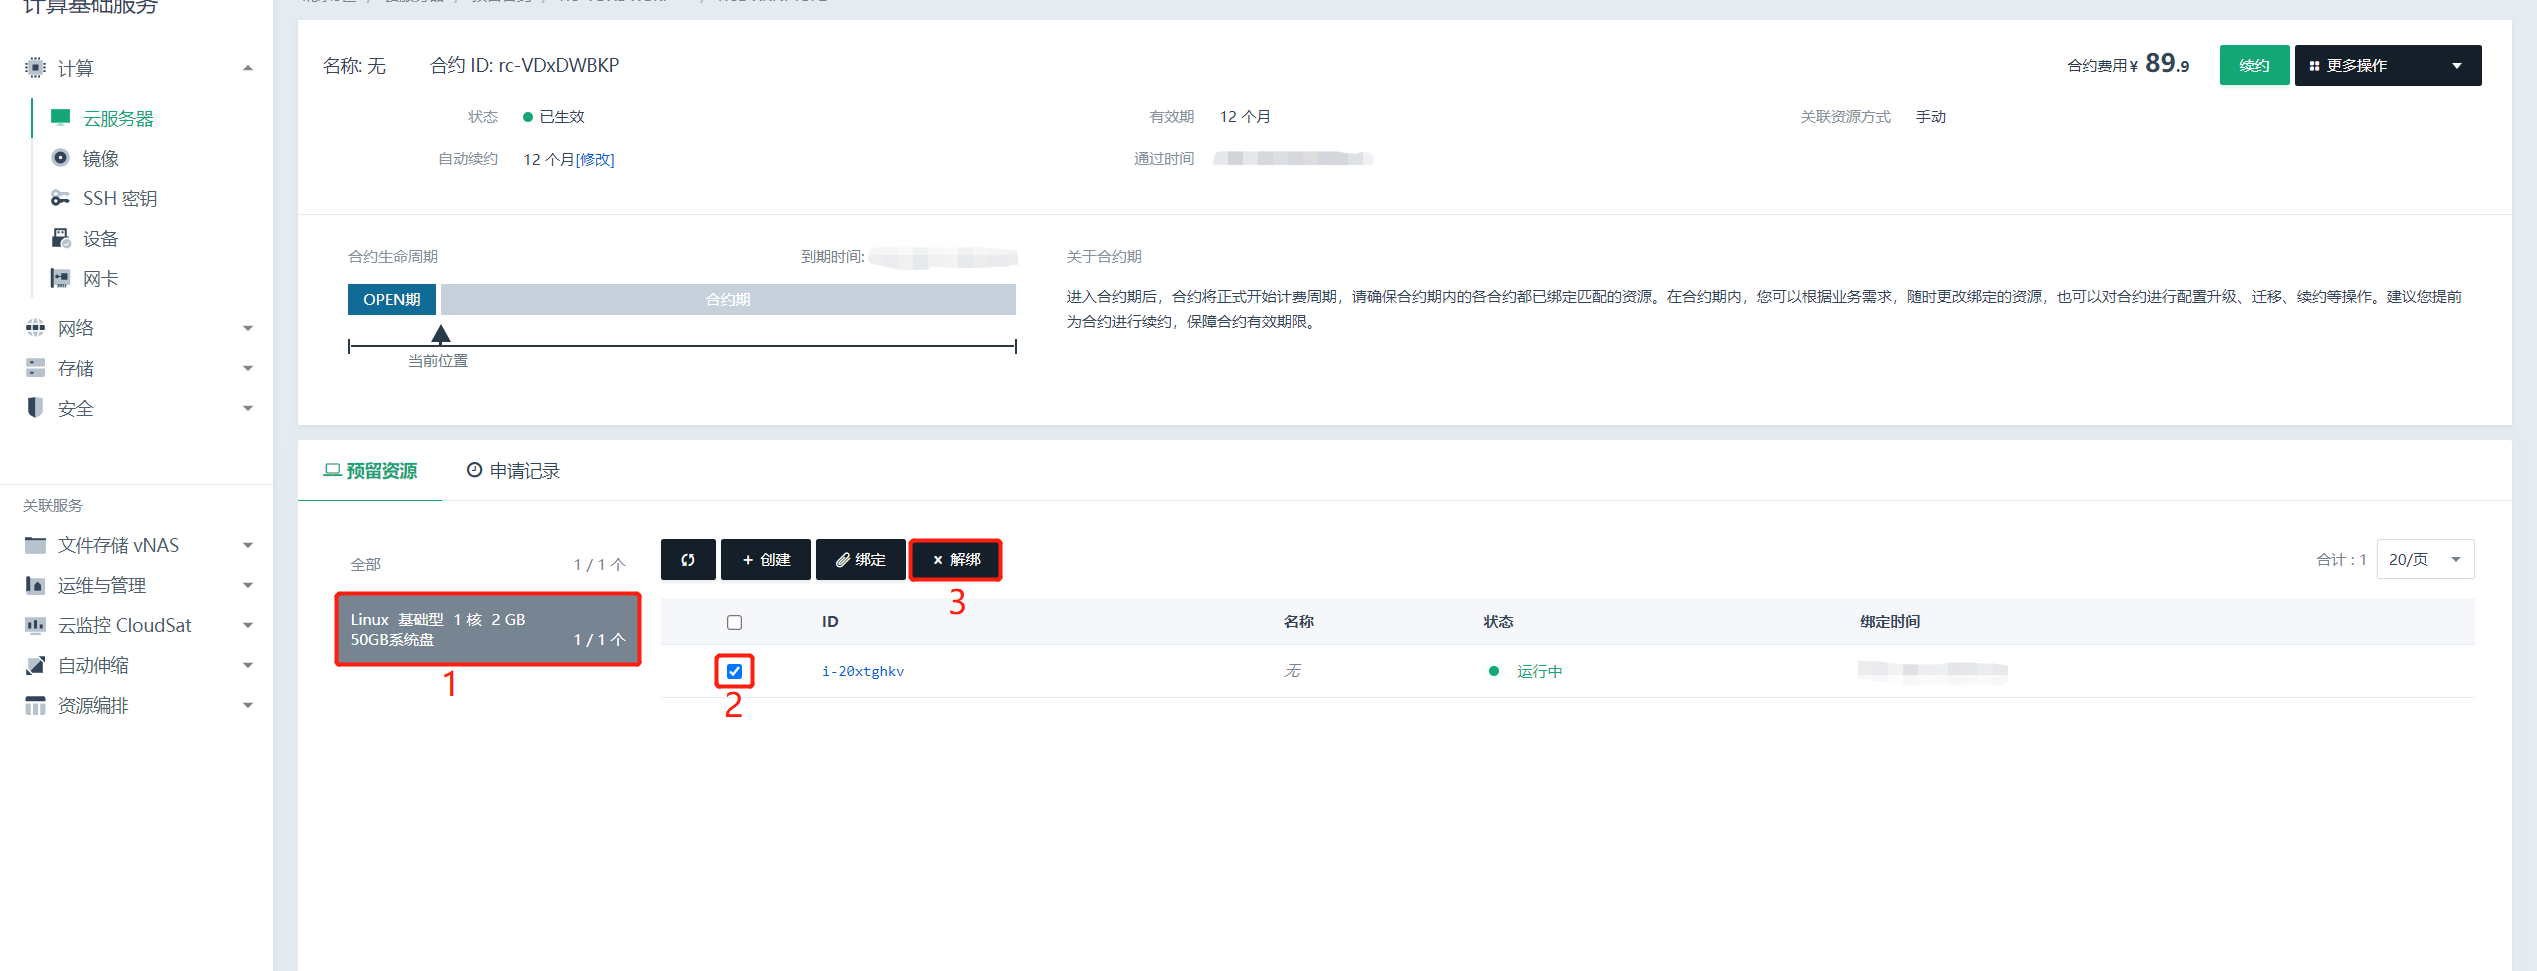 计算基础服务
计算
云服务器
镜像
SSH 密钥
设备
网卡
网络
存储
安全
关联服务
文件存储 vNAS
运维与管理
云监控 CloudSat
自动伸缩
资源编排
名称: 无 合约 ID: rc-VDxDWBKP
合约费用¥ 89.9
续约
更多操作
状态 已生效
有效期 12 个月
关联资源方式 手动
自动续约 12 个月[修改]
通过时间
合约生命周期
到期时间:
OPEN期
合约期
当前位置
关于合约期
进入合约期后，合约将正式开始计费周期，请确保合约期内的各合约都已绑定匹配的资源。在合约期内，您可以根据业务需求，随时更改绑定的资源，也可以对合约进行配置升级、迁移、续约等操作。建议您提前
为合约进行续约，保障合约有效期限。
预留资源
申请记录
全部 1 / 1 个
Linux 基础型 1 核 2 GB
50GB系统盘 1 / 1 个
1
+ 创建
绑定
× 解绑
3
合计 : 1
20/页
ID 名称 状态 绑定时间
i-20xtghkv 无 运行中
2